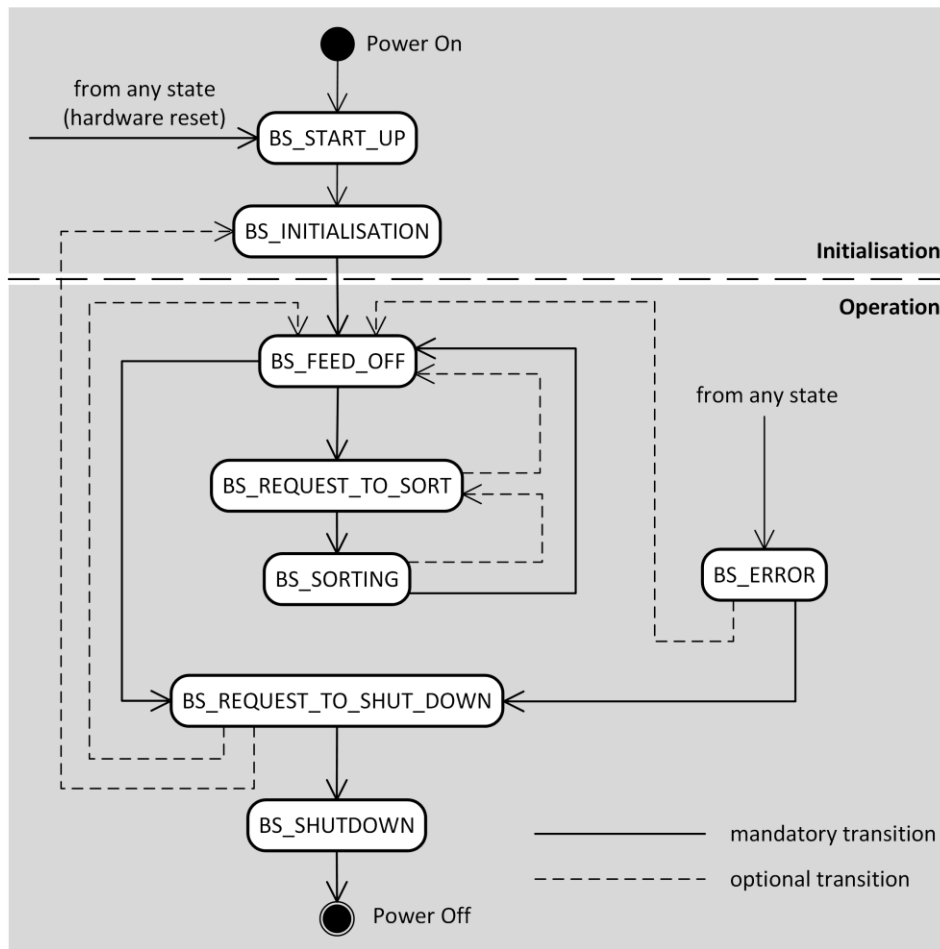 Power On
from any state
(hardware reset)
BS_START_UP
BS_INITIALISATION
Initialisation
Operation
BS_FEED_OFF
from any state
BS_REQUEST_TO_SORT
BS_SORTING
BS_ERROR
BS_REQUEST_TO_SHUT_DOWN
BS_SHUTDOWN
mandatory transition
optional transition
Power Off